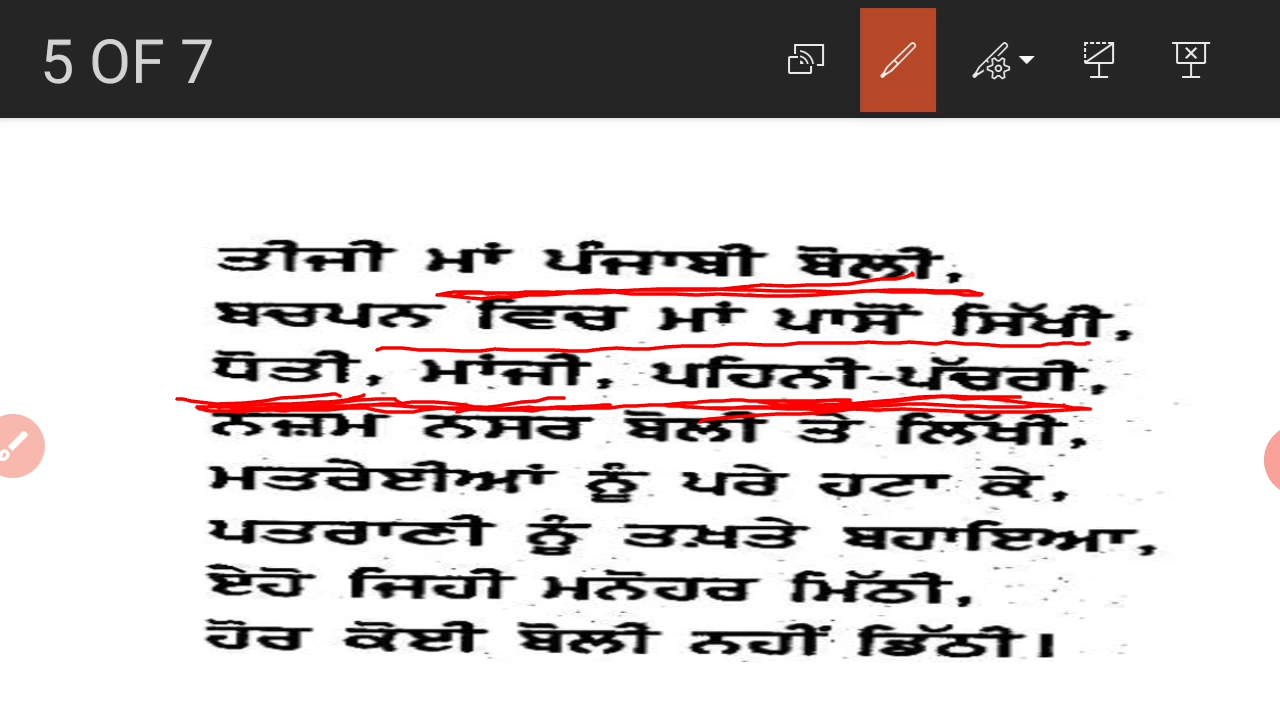 5 OF 7
ਤੀਜੀ ਮਾਂ ਪੰਜਾਬੀ ਬੋਲੀ,
ਬਚਪਨ ਵਿਚ ਮਾਂ ਪਾਸੋਂ ਸਿੱਖੀ,
ਧੋਤੀ, ਮਾਂਜੀ, ਪਹਿਨੀ-ਪੱਚਰੀ,
ਨਜ਼ਮ ਨਸਰ ਬੋਲੀ ਤੇ ਲਿੱਖੀ,
ਮਤਰੇਈਆਂ ਨੂੰ ਪਰੇ ਹਟਾ ਕੇ,
ਪਤਰਾਣੀ ਨੂੰ ਤਖ਼ਤੇ ਬਹਾਇਆ,
ਏਹੋ ਜਿਹੀ ਮਨੋਹਰ ਮਿੱਠੀ,
ਹੋਰ ਕੋਈ ਬੋਲੀ ਨਹੀਂ ਡਿੱਠੀ।